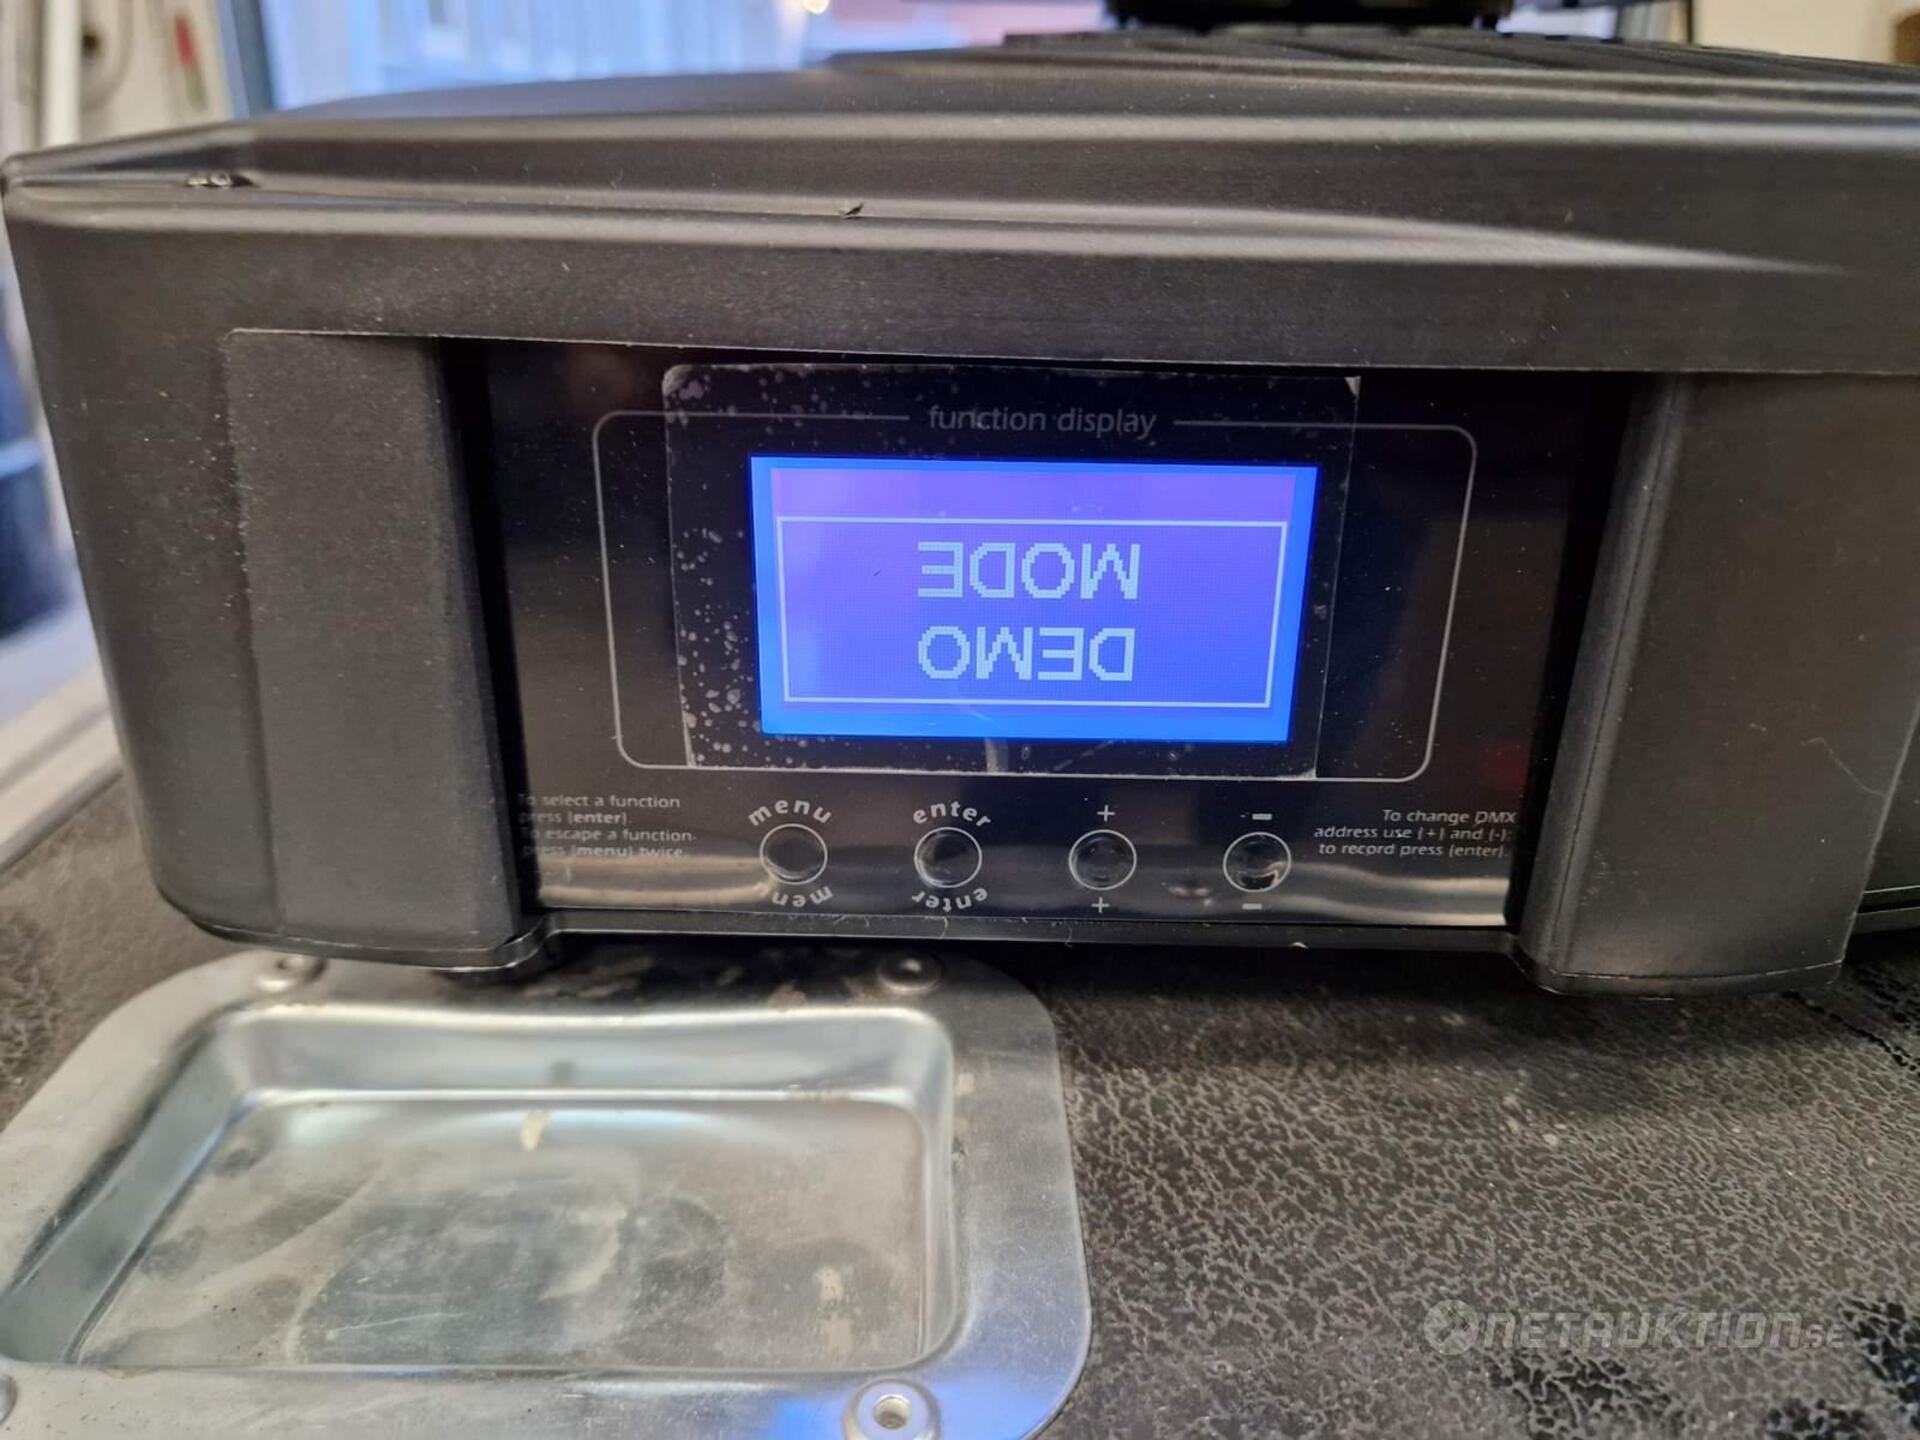 function display
DEMO
MODE
To select a function
press (enter).
To escape a function
press (menu) twice.
menu
enter
+
-
To change DMX
address use (+) and (-);
to record press (enter).
menu
enter
+
-
NETAUKTION.SE